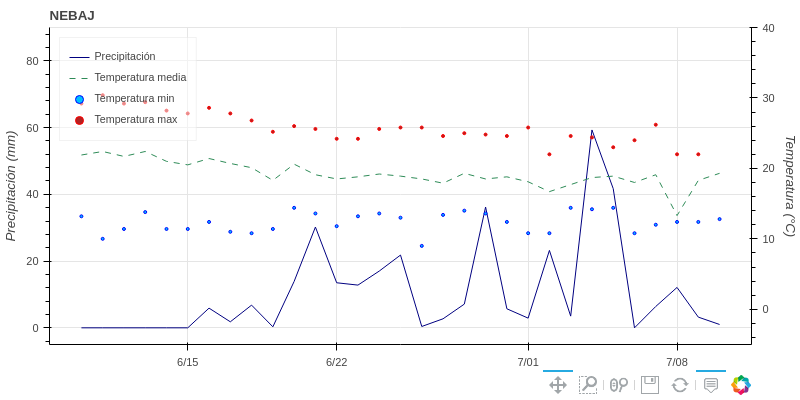 NEBAJ
Precipitación
Temperatura media
Temperatura min
Temperatura max
Precipitación (mm)
80
60
40
20
0
Temperatura (°C)
40
30
20
10
0
6/15
6/22
7/01
7/08